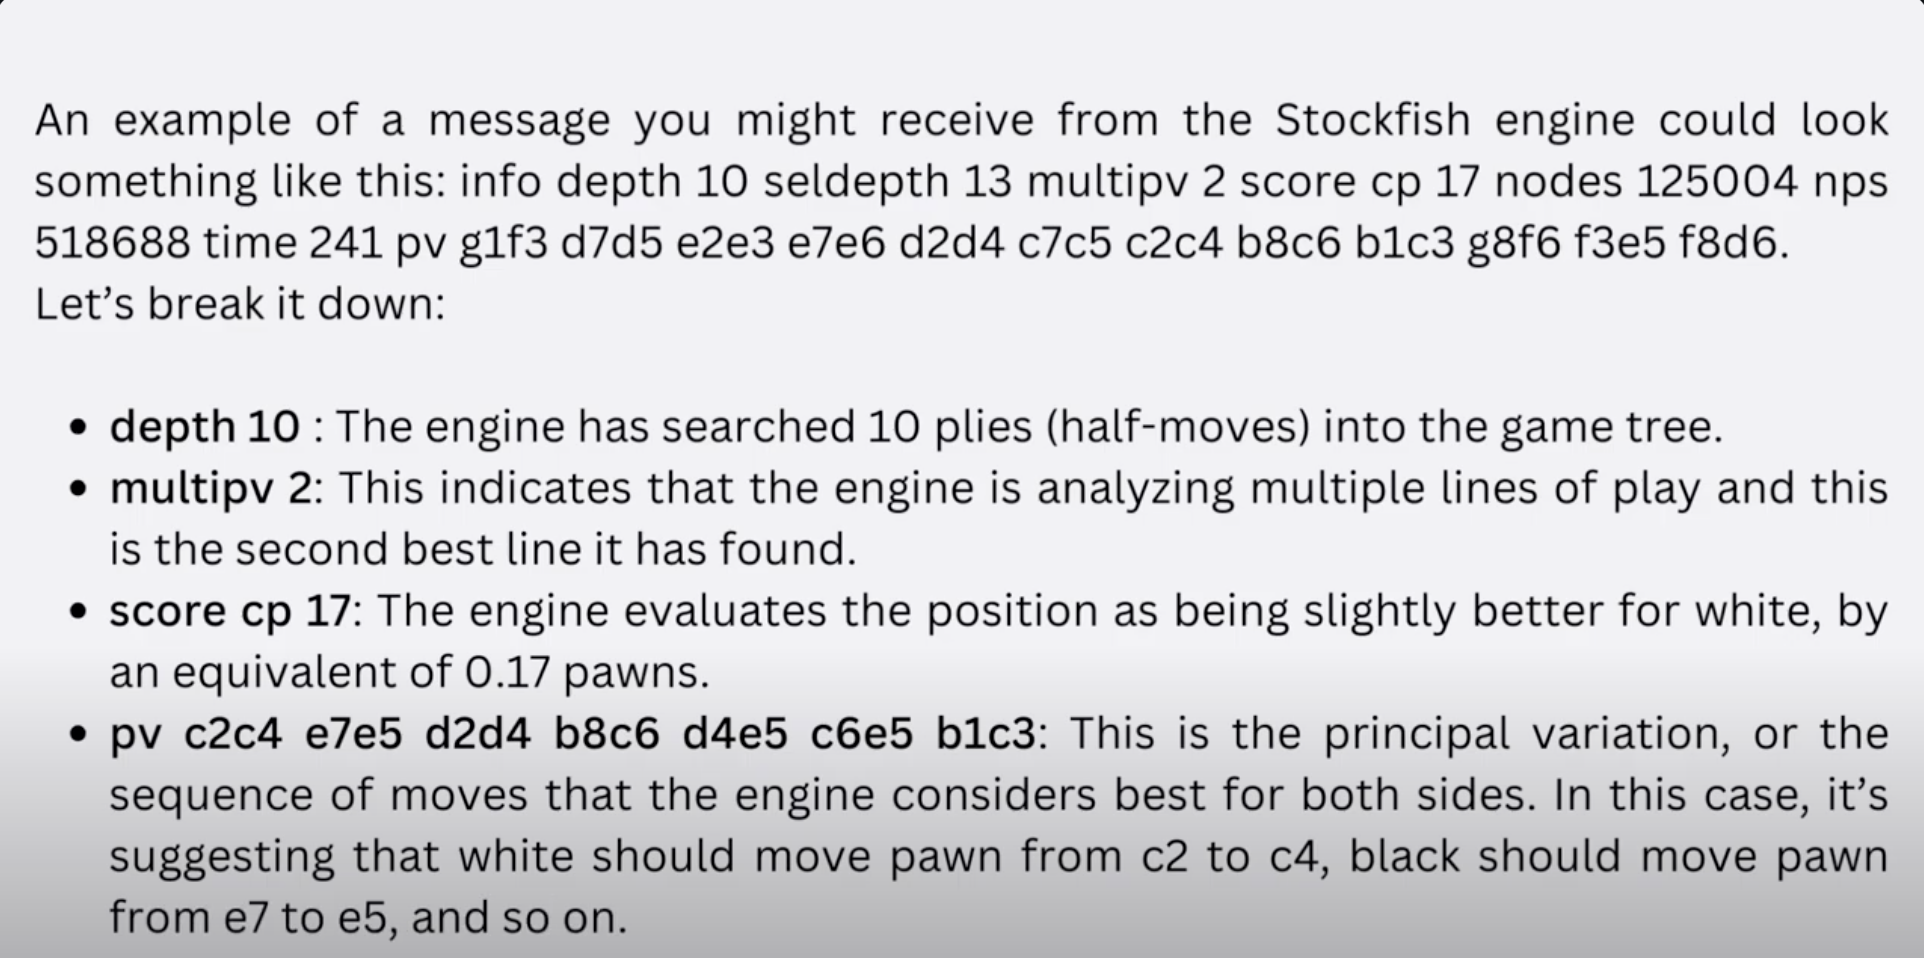 An example of a message you might receive from the Stockfish engine could look
something like this: info depth 10 seldepth 13 multipv 2 score cp 17 nodes 125004 nps
518688 time 241 pv g1f3 d7d5 e2e3 e7e6 d2d4 c7c5 c2c4 b8c6 b1c3 g8f6 f3e5 f8d6.
Let’s break it down:
• depth 10 : The engine has searched 10 plies (half-moves) into the game tree.
• multipv 2: This indicates that the engine is analyzing multiple lines of play and this
is the second best line it has found.
• score cp 17: The engine evaluates the position as being slightly better for white, by
an equivalent of 0.17 pawns.
• pv c2c4 e7e5 d2d4 b8c6 d4e5 c6e5 b1c3: This is the principal variation, or the
sequence of moves that the engine considers best for both sides. In this case, it’s
suggesting that white should move pawn from c2 to c4, black should move pawn
from e7 to e5, and so on.